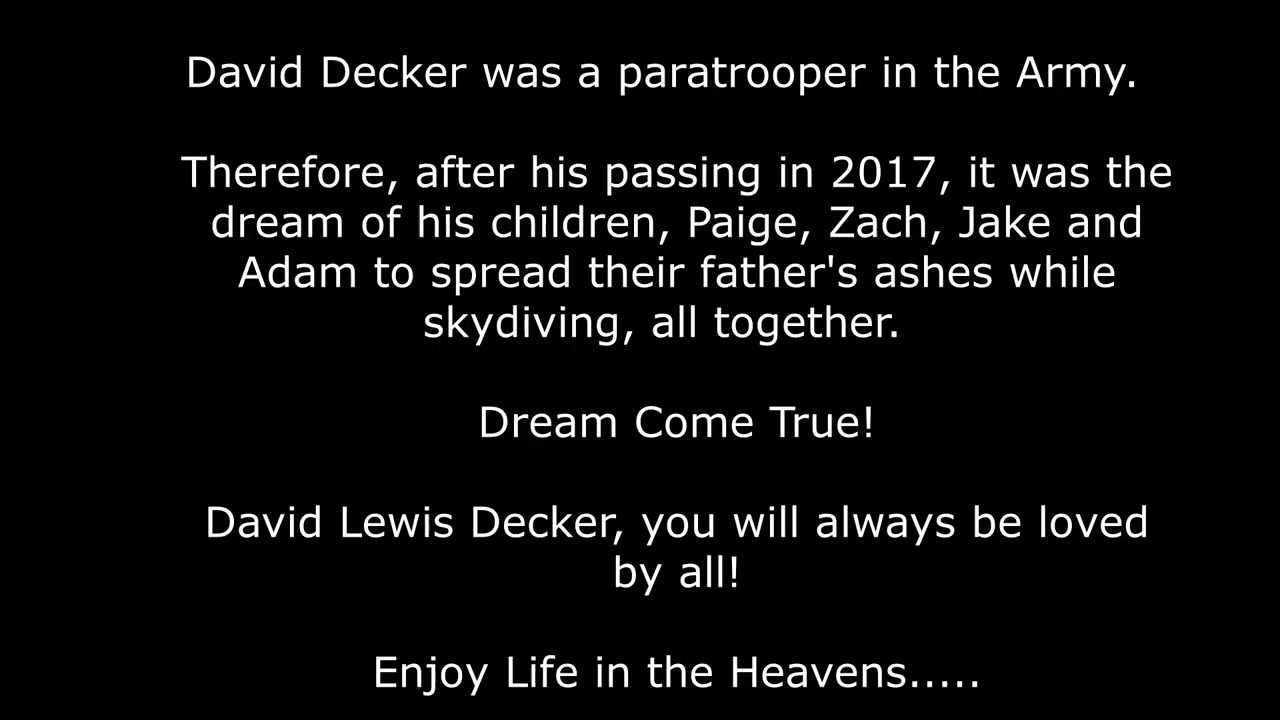 David Decker was a paratrooper in the Army.
Therefore, after his passing in 2017, it was the
dream of his children, Paige, Zach, Jake and
Adam to spread their father's ashes while
skydiving, all together.
Dream Come True!
David Lewis Decker, you will always be loved
by all!
Enjoy Life in the Heavens.....